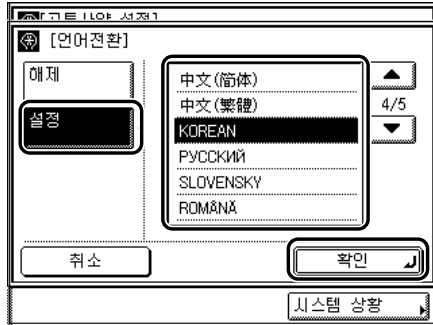 [언어전환]
해제
설정
中文(简体)
中文(繁體)
KOREAN
РУССКИЙ
SLOVENSKY
ROMÂNĂ
4/5
취소
확인
시스템 상황